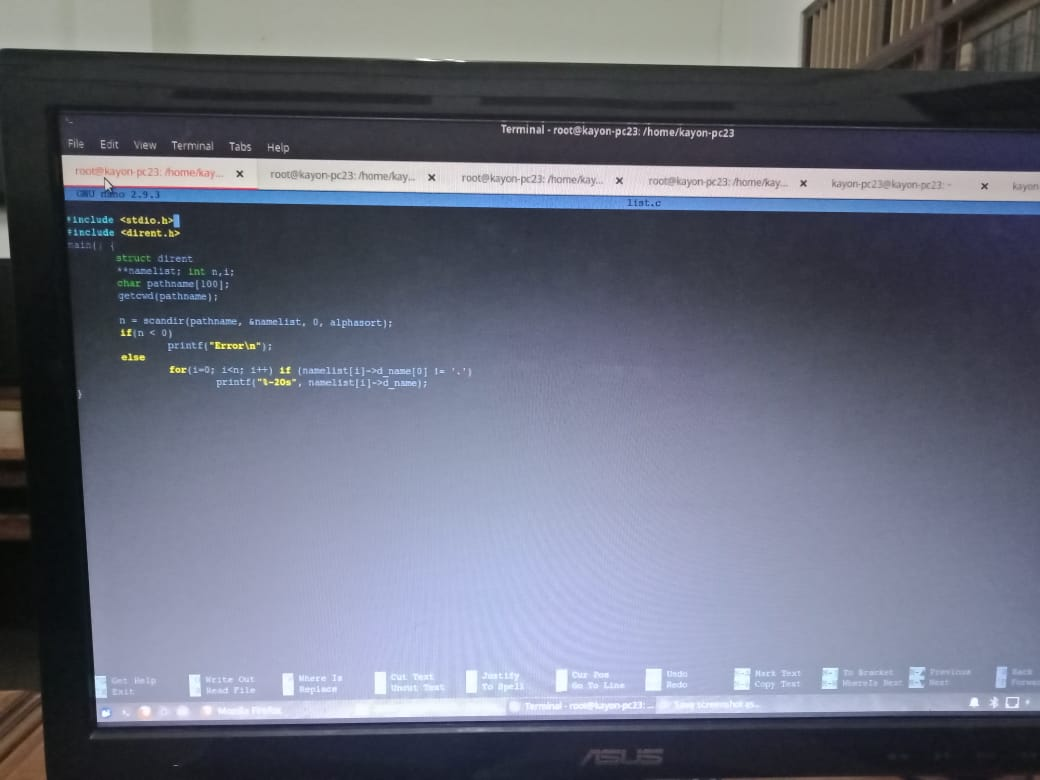 Terminal - root@kayon-pc23: /home/kayon-pc23
File Edit View Terminal Tabs Help
root@kayon-pc23: /home/kay... × root@kayon-pc23: /home/kay... × root@kayon-pc23: /home/kay... × root@kayon-pc23: /home/kay... × kayon-pc23@kayon-pc23: ~ × kayon
GNU nano 2.9.3 list.c
#include <stdio.h>
#include <dirent.h>
main() {
struct dirent
**namelist; int n,i;
char pathname[100];
getcwd(pathname);
n = scandir(pathname, &namelist, 0, alphasort);
if(n < 0)
printf("Error\n");
else
for(i=0; i<n; i++) if (namelist[i]->d_name[0] != '.')
printf("%-20s", namelist[i]->d_name);
}
Get Help Write Out Where Is Cut Text Justify Cur Pos Undo Mark Text To Bracket Previous Back
Exit Read File Replace Uncut Text To Spell Go To Line Redo Copy Text WhereIs Next Next Forwar
Mozilla Firefox Terminal - root@kayon-pc23: ... Save screenshot as...
ASUS